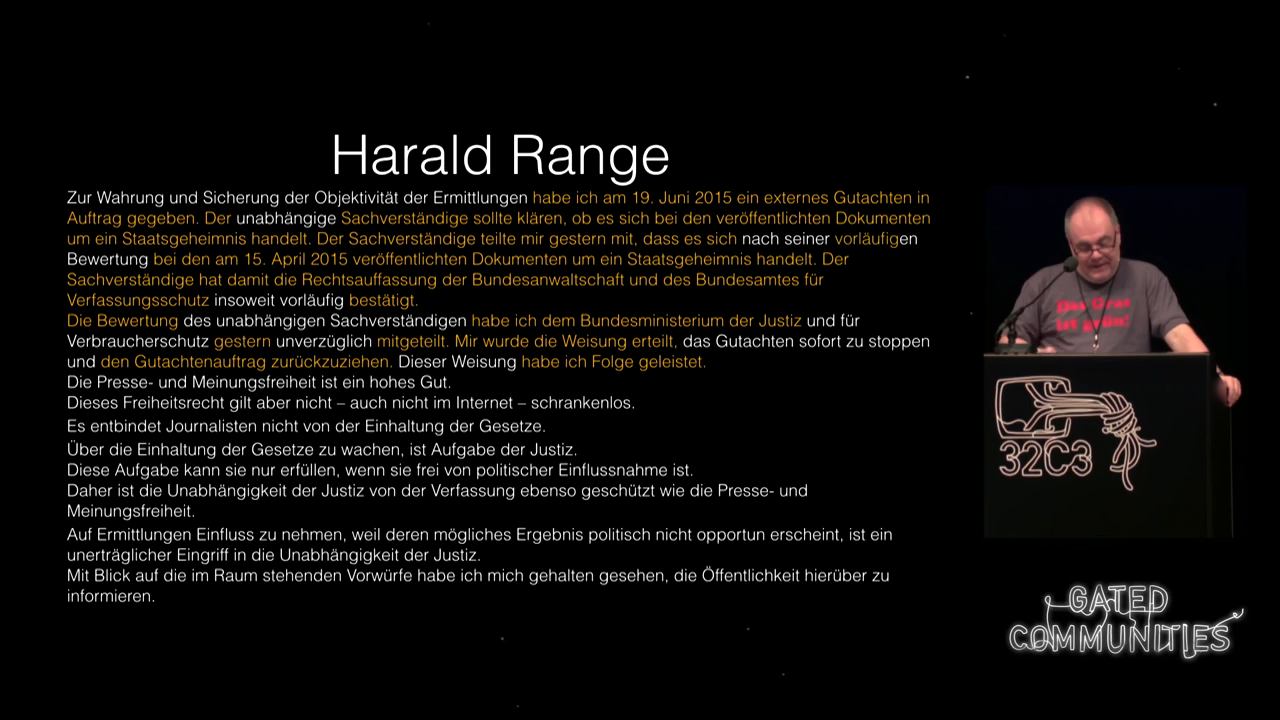 Harald Range
Zur Wahrung und Sicherung der Objektivität der Ermittlungen habe ich am 19. Juni 2015 ein externes Gutachten in
Auftrag gegeben. Der unabhängige Sachverständige sollte klären, ob es sich bei den veröffentlichten Dokumenten
um ein Staatsgeheimnis handelt. Der Sachverständige teilte mir gestern mit, dass es sich nach seiner vorläufigen
Bewertung bei den am 15. April 2015 veröffentlichten Dokumenten um ein Staatsgeheimnis handelt. Der
Sachverständige hat damit die Rechtsauffassung der Bundesanwaltschaft und des Bundesamtes für
Verfassungsschutz insoweit vorläufig bestätigt.
Die Bewertung des unabhängigen Sachverständigen habe ich dem Bundesministerium der Justiz und für
Verbraucherschutz gestern unverzüglich mitgeteilt. Mir wurde die Weisung erteilt, das Gutachten sofort zu stoppen
und den Gutachtenauftrag zurückzuziehen. Dieser Weisung habe ich Folge geleistet.
Die Presse- und Meinungsfreiheit ist ein hohes Gut.
Dieses Freiheitsrecht gilt aber nicht – auch nicht im Internet – schrankenlos.
Es entbindet Journalisten nicht von der Einhaltung der Gesetze.
Über die Einhaltung der Gesetze zu wachen, ist Aufgabe der Justiz.
Diese Aufgabe kann sie nur erfüllen, wenn sie frei von politischer Einflussnahme ist.
Daher ist die Unabhängigkeit der Justiz von der Verfassung ebenso geschützt wie die Presse- und
Meinungsfreiheit.
Auf Ermittlungen Einfluss zu nehmen, weil deren mögliches Ergebnis politisch nicht opportun erscheint, ist ein
unerträglicher Eingriff in die Unabhängigkeit der Justiz.
Mit Blick auf die im Raum stehenden Vorwürfe habe ich mich gehalten gesehen, die Öffentlichkeit hierüber zu
informieren.
Das Gras
ist grün!
32C3
GATED
COMMUNITIES